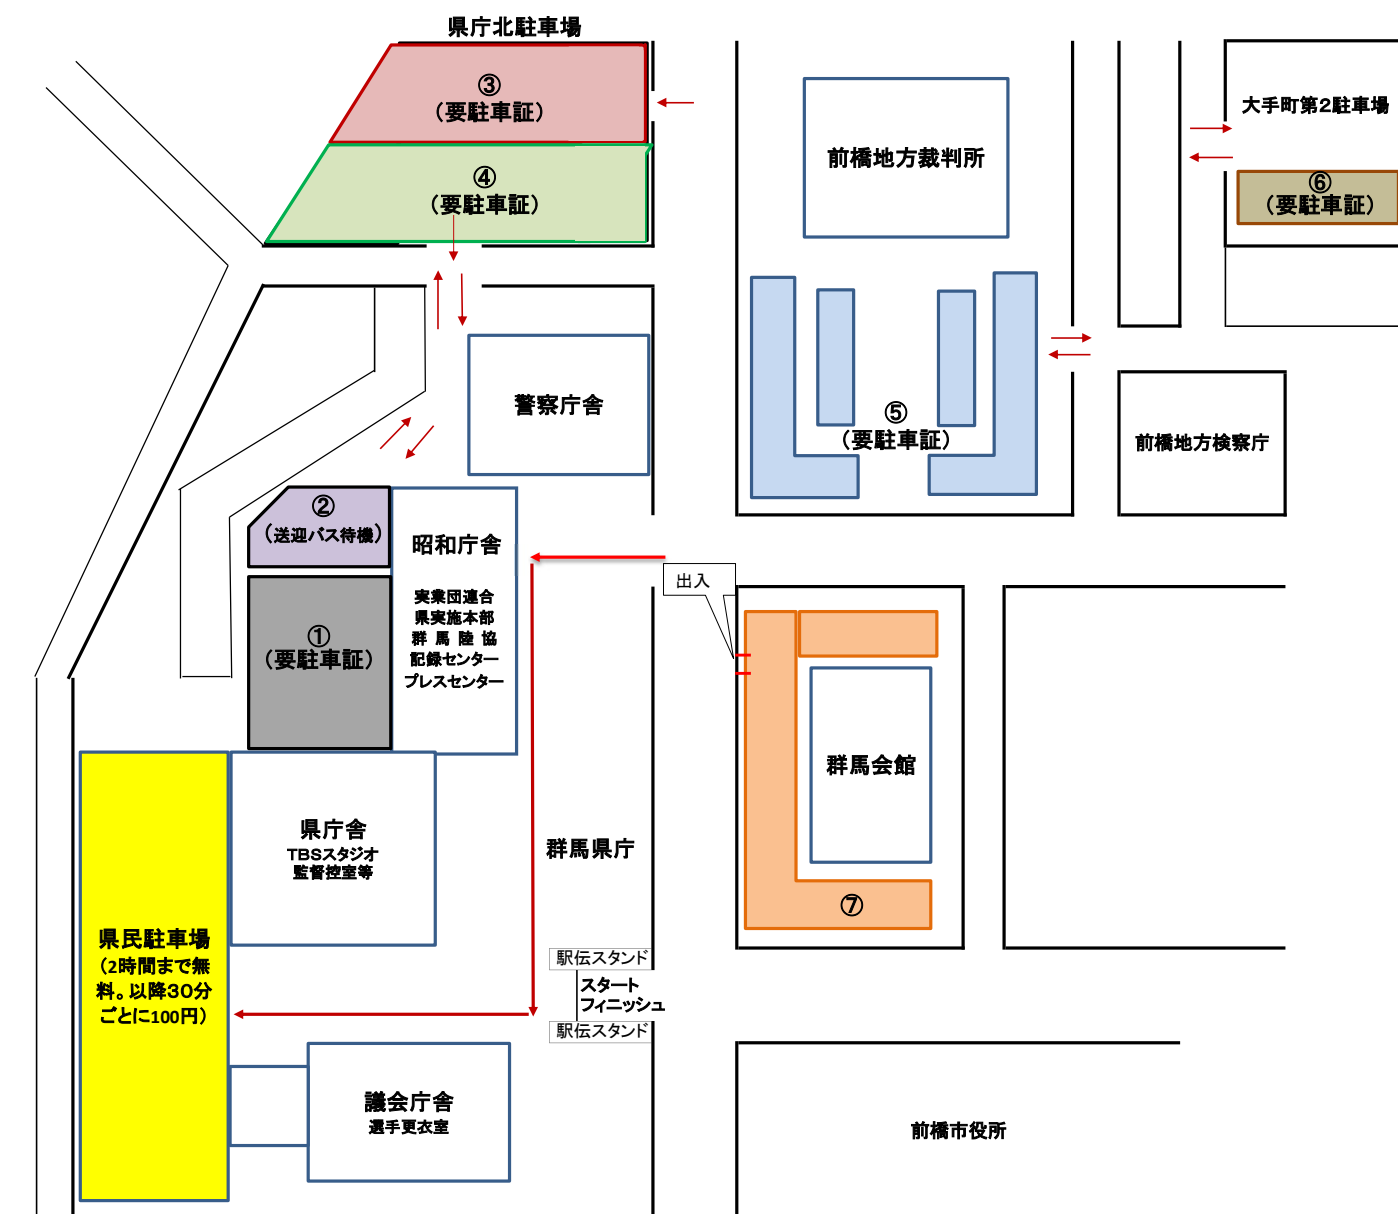 県庁北駐車場
③
（要駐車証）
④
（要駐車証）
前橋地方裁判所
大手町第２駐車場
⑥
（要駐車証）
警察庁舎
⑤
（要駐車証）
前橋地方検察庁
②
（送迎バス待機）
昭和庁舎
実業団連合
県実施本部
群 馬 陸 協
記録センター
プレスセンター
①
（要駐車証）
出入
群馬会館
⑦
県庁舎
TBSスタジオ
監督控室等
群馬県庁
県民駐車場
（2時間まで無
料。以降３０分
ごとに100円）
駅伝スタンド
スタート
フィニッシュ
駅伝スタンド
議会庁舎
選手更衣室
前橋市役所